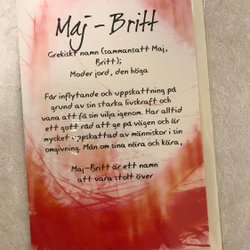 Maj-Britt
Grekiskt namn (sammansatt Maj,
Britt);
Moder jord, den höga
Får inflytande och uppskattning på
grund av sin starka livskraft och
vana att få sin vilja igenom. Har alltid
ett gott råd att ge på vägen och är
mycket uppskattad av människor i sin
omgivning. Mån om sina nära och kära.
Maj-Britt är ett namn
att vara stolt över